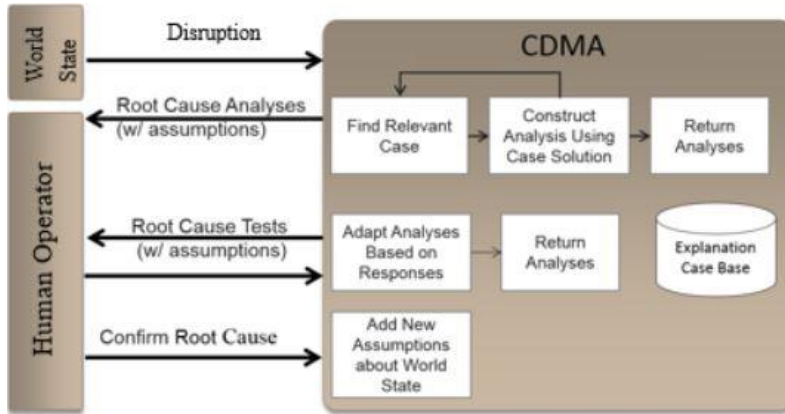 World
State
Disruption
CDMA
Root Cause Analyses
(w/ assumptions)
Find Relevant
Case
Construct
Analysis Using
Case Solution
Return
Analyses
Human Operator
Root Cause Tests
(w/ assumptions)
Adapt Analyses
Based on
Responses
Return
Analyses
Explanation
Case Base
Confirm Root Cause
Add New
Assumptions
about World
State